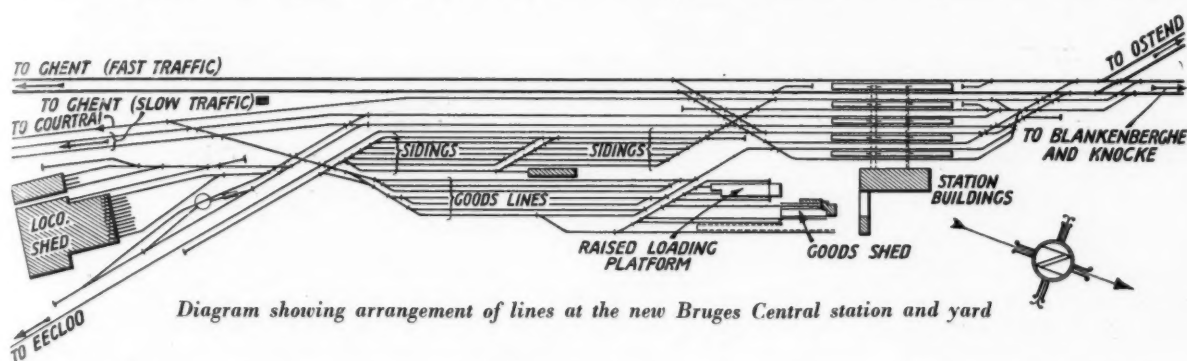 TO GHENT (FAST TRAFFIC)
TO GHENT (SLOW TRAFFIC)
TO COURTRAI
TO OSTEND
TO BLANKENBERGHE
AND KNOCKE
SIDINGS
SIDINGS
GOODS LINES
LOCO.
SHED
RAISED LOADING
PLATFORM
GOODS SHED
STATION
BUILDINGS
TO EECLOO
Diagram showing arrangement of lines at the new Bruges Central station and yard